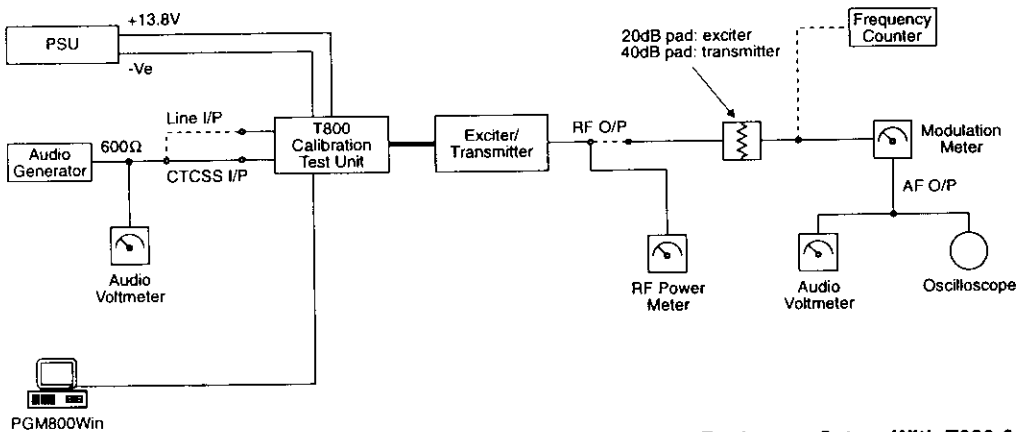 +13.8V
PSU
-Ve
Frequency
Counter
20dB pad: exciter
40dB pad: transmitter
Line I/P
T800
Calibration
Test Unit
Exciter/
Transmitter
RF O/P
Modulation
Meter
600Ω
Audio
Generator
CTCSS I/P
AF O/P
Audio
Voltmeter
RF Power
Meter
Audio
Voltmeter
Oscilloscope
PGM800Win